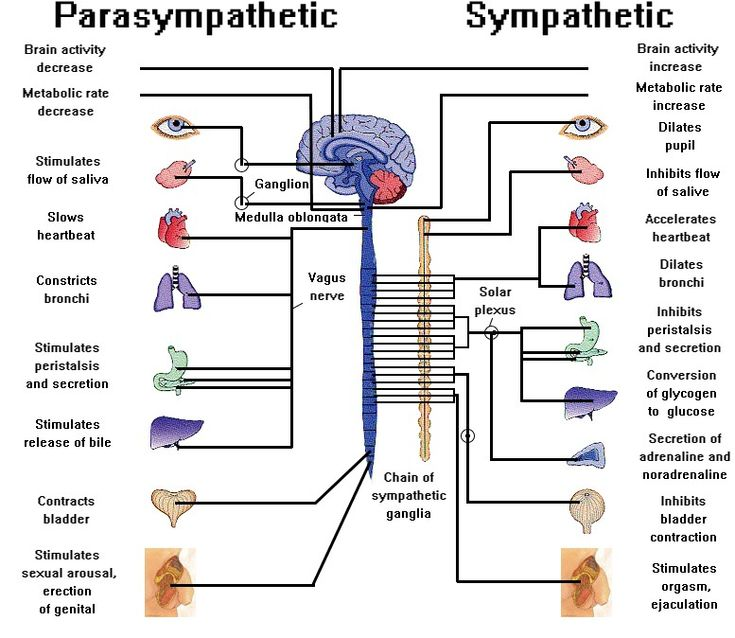 Parasympathetic
Sympathetic
Brain activity
decrease
Metabolic rate
decrease
Stimulates
flow of saliva
Slows
heartbeat
Constricts
bronchi
Stimulates
peristalsis
and secretion
Stimulates
release of bile
Contracts
bladder
Stimulates
sexual arousal,
erection
of genital
Ganglion
Medulla oblongata
Vagus
nerve
Solar
plexus
Chain of
sympathetic
ganglia
Brain activity
increase
Metabolic rate
increase
Dilates
pupil
Inhibits flow
of salive
Accelerates
heartbeat
Dilates
bronchi
Inhibits
peristalsis
and secretion
Conversion
of glycogen
to glucose
Secretion of
adrenaline and
noradrenaline
Inhibits
bladder
contraction
Stimulates
orgasm,
ejaculation